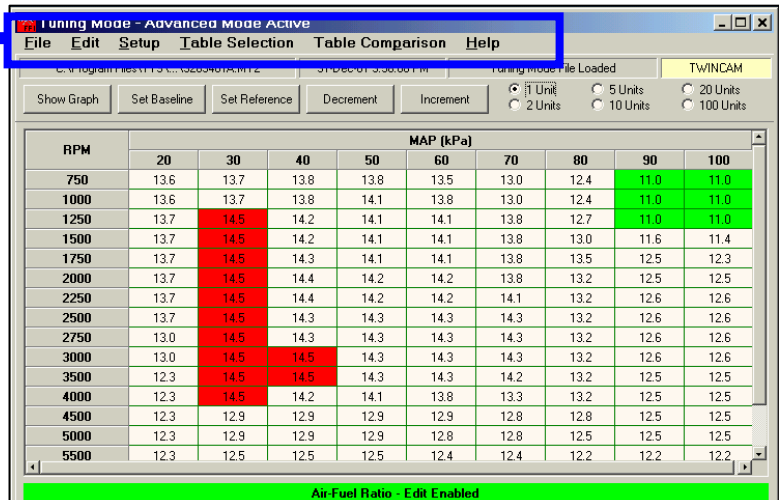 Tuning Mode - Advanced Mode Active
File Edit Setup Table Selection Table Comparison Help
Tuning Mode File Loaded TWINCAM
Show Graph Set Baseline Set Reference Decrement Increment 1 Unit 5 Units 20 Units
2 Units 10 Units 100 Units
RPM MAP (kPa)
20 30 40 50 60 70 80 90 100
750 13.6 13.7 13.8 13.8 13.5 13.0 12.4 11.0 11.0
1000 13.6 13.7 13.8 14.1 13.8 13.0 12.4 11.0 11.0
1250 13.7 14.5 14.2 14.1 14.1 13.8 12.7 11.0 11.0
1500 13.7 14.5 14.2 14.1 14.1 13.8 13.0 11.6 11.4
1750 13.7 14.5 14.3 14.1 14.1 13.8 13.5 12.5 12.3
2000 13.7 14.5 14.4 14.2 14.2 13.8 13.2 12.5 12.5
2250 13.7 14.5 14.4 14.2 14.2 14.1 13.2 12.6 12.6
2500 13.7 14.5 14.3 14.3 14.3 14.3 13.2 12.6 12.6
2750 13.0 14.5 14.3 14.3 14.3 14.3 13.2 12.6 12.6
3000 13.0 14.5 14.5 14.3 14.3 14.3 13.2 12.6 12.6
3500 12.3 14.5 14.5 14.3 14.3 14.2 13.2 12.5 12.5
4000 12.3 14.5 14.2 14.1 13.8 13.3 13.2 12.5 12.5
4500 12.3 12.9 12.9 12.9 12.9 12.8 12.8 12.5 12.5
5000 12.3 12.9 12.9 12.9 12.8 12.8 12.5 12.5 12.5
5500 12.3 12.5 12.5 12.5 12.4 12.4 12.2 12.2 12.2
Air-Fuel Ratio - Edit Enabled